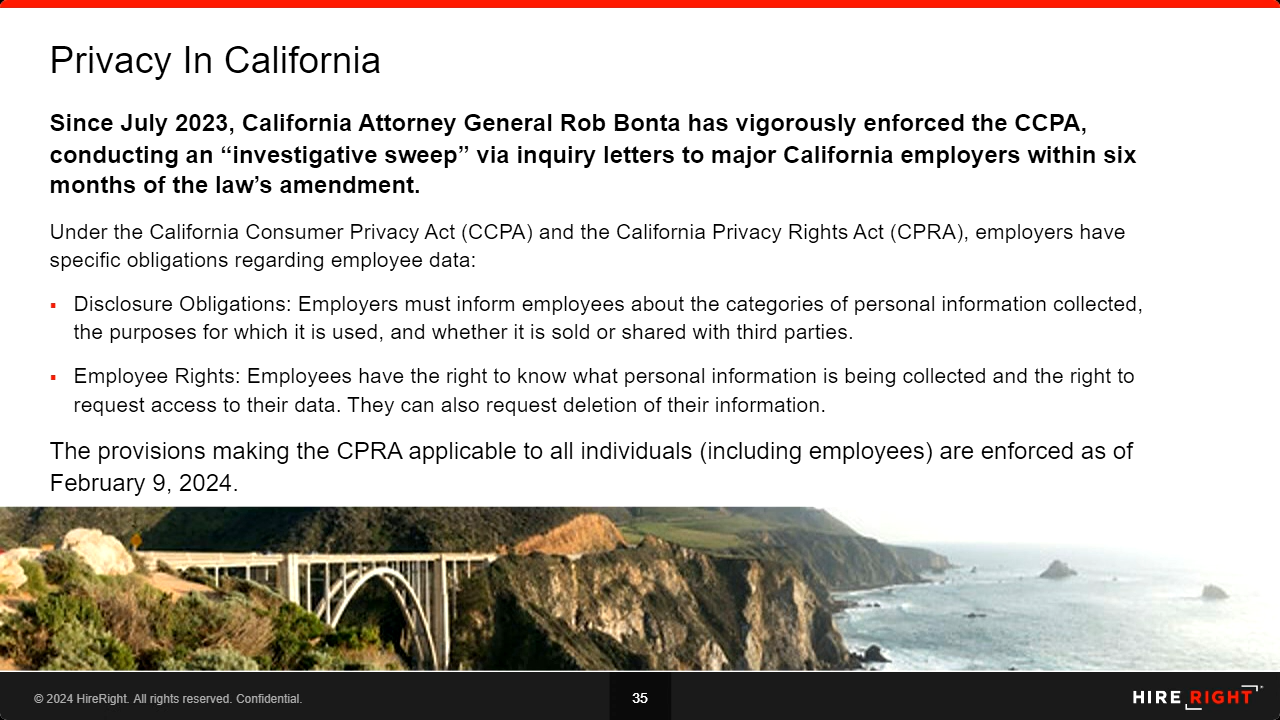 Privacy In California
Since July 2023, California Attorney General Rob Bonta has vigorously enforced the CCPA,
conducting an “investigative sweep” via inquiry letters to major California employers within six
months of the law’s amendment.
Under the California Consumer Privacy Act (CCPA) and the California Privacy Rights Act (CPRA), employers have
specific obligations regarding employee data:
▪ Disclosure Obligations: Employers must inform employees about the categories of personal information collected,
the purposes for which it is used, and whether it is sold or shared with third parties.
▪ Employee Rights: Employees have the right to know what personal information is being collected and the right to
request access to their data. They can also request deletion of their information.
The provisions making the CPRA applicable to all individuals (including employees) are enforced as of
February 9, 2024.
© 2024 HireRight. All rights reserved. Confidential.
35
HIRE RIGHT